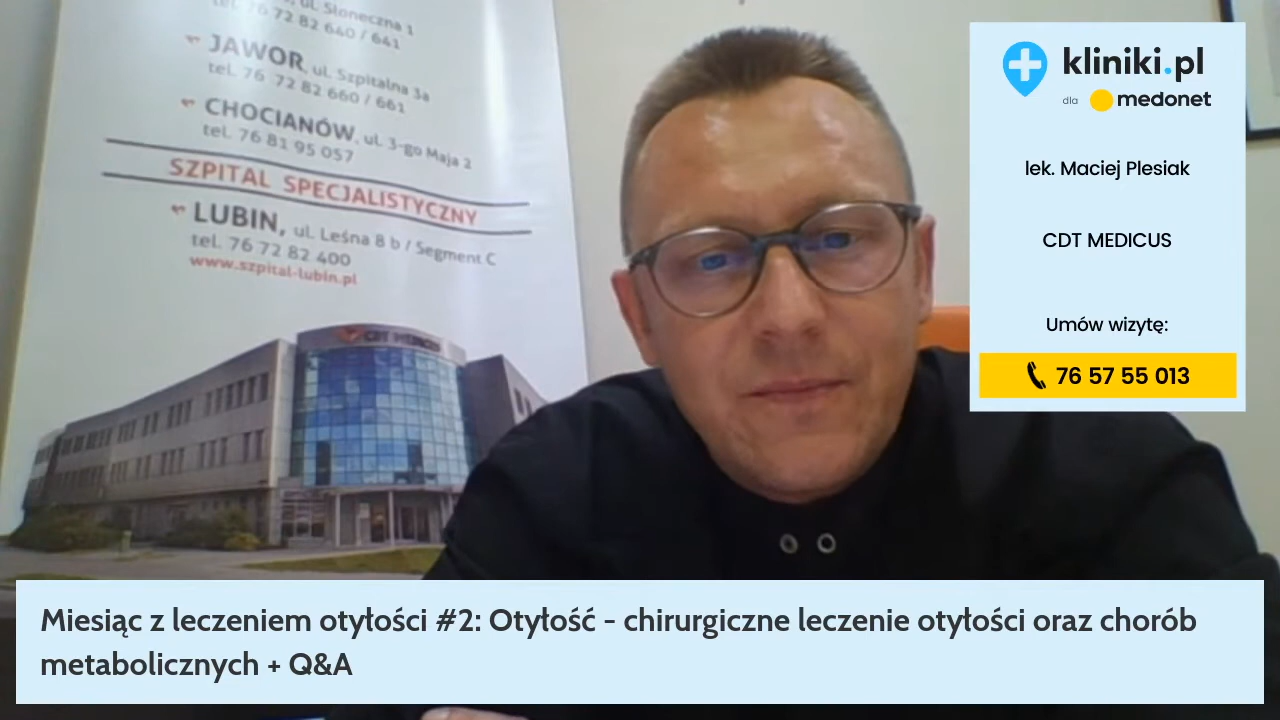 ul. Słoneczna 1
tel. 76 72 82 640 / 641
JAWOR, ul. Szpitalna 3a
tel. 76 72 82 660 / 661
CHOCIANÓW, ul. 3-go Maja 2
tel. 76 81 95 057
SZPITAL SPECJALISTYCZNY
LUBIN, ul. Leśna 8 b / Segment C
tel. 76 72 82 400
www.szpital-lubin.pl
kliniki.pl
dla medonet
lek. Maciej Plesiak
CDT MEDICUS
Umów wizytę:
76 57 55 013
Miesiąc z leczeniem otyłości #2: Otyłość - chirurgiczne leczenie otyłości oraz chorób
metabolicznych + Q&A